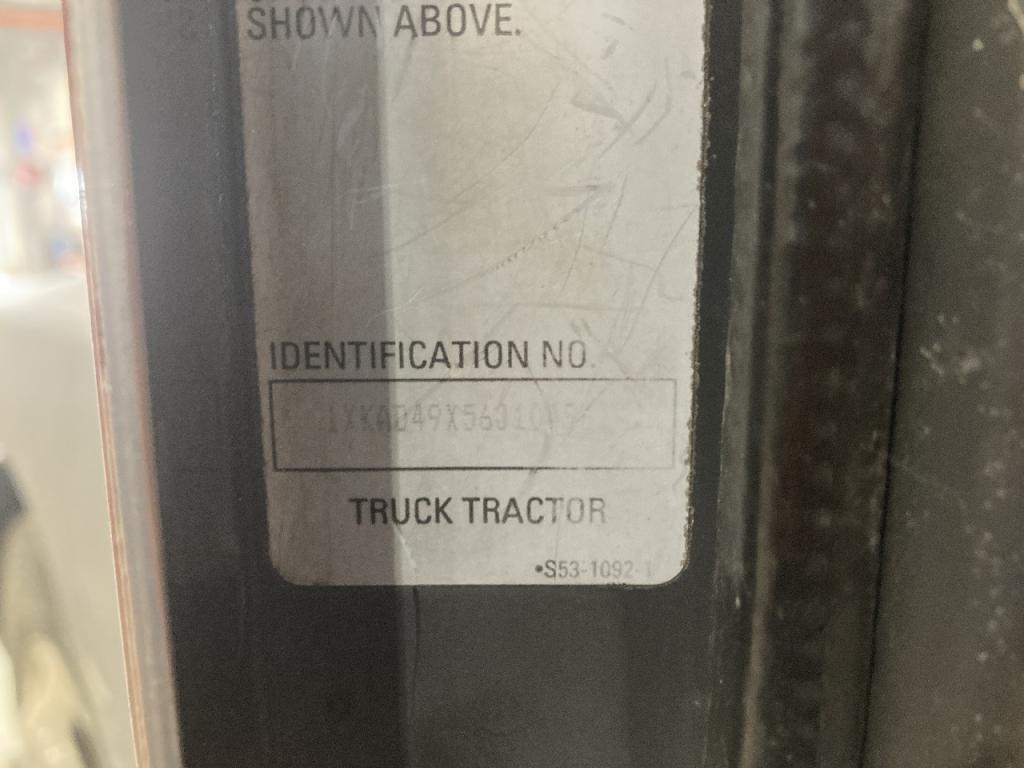 SHOWN ABOVE.
IDENTIFICATION NO.
TRUCK TRACTOR
•S53-1092-1